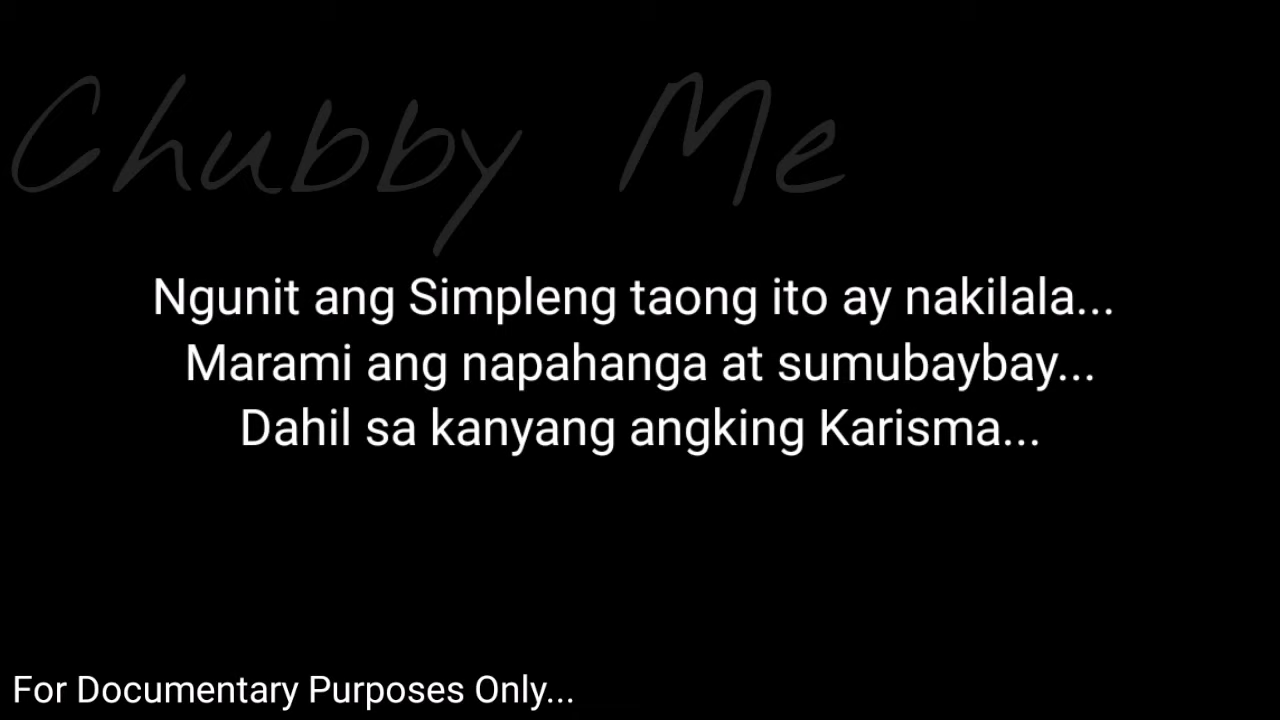 Chubby Me
Ngunit ang Simpleng taong ito ay nakilala...
Marami ang napahanga at sumubaybay...
Dahil sa kanyang angking Karisma...
For Documentary Purposes Only...